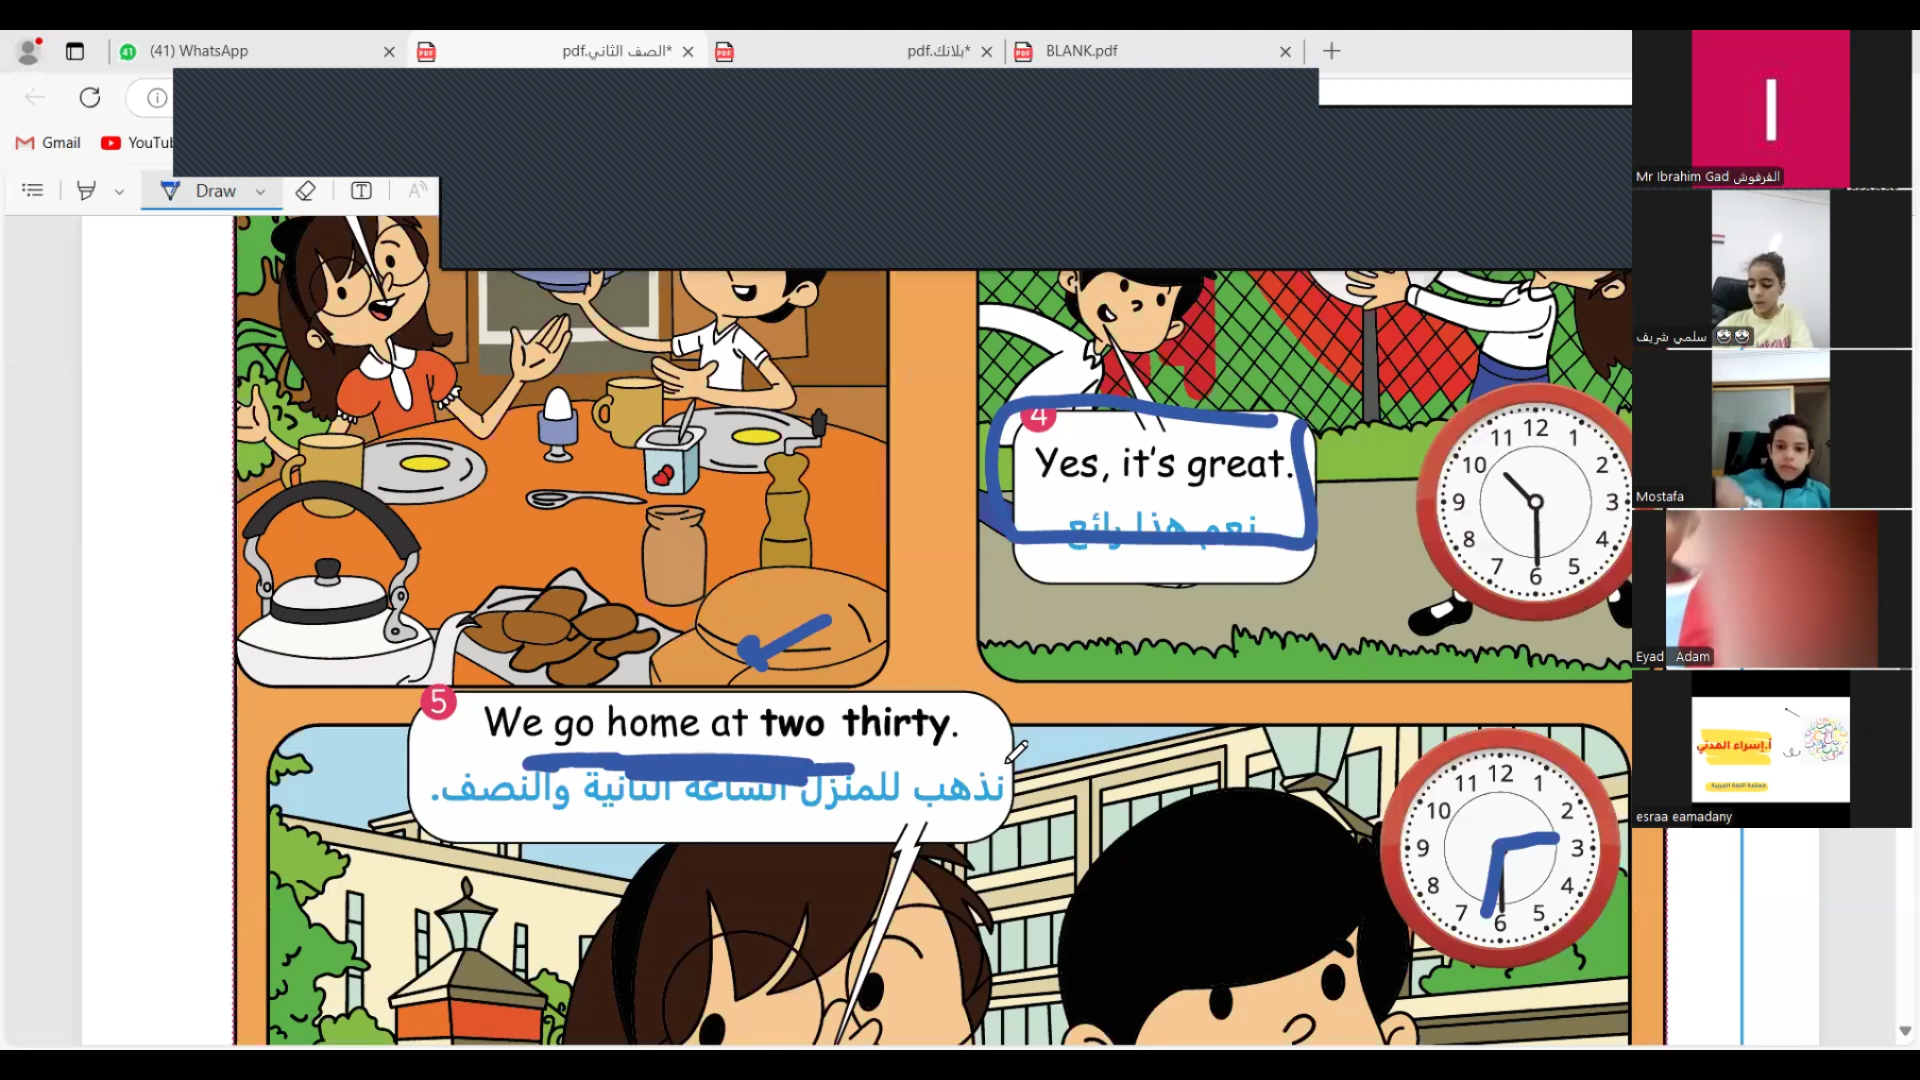 (41) WhatsApp
*الصف الثاني.pdf
*بلانك.pdf
BLANK.pdf
Gmail
Draw
4
Yes, it's great.
نعم هذا رائع
12
1
2
3
4
5
6
7
8
9
10
11
5
We go home at two thirty.
نذهب للمنزل الساعة الثانية والنصف.
12
1
2
3
4
5
6
7
8
9
10
11
Mr Ibrahim Gad الفرفوش
سلمي شريف
Mostafa
Eyad Adam
أ.إسراء المدني
esraa eamadany